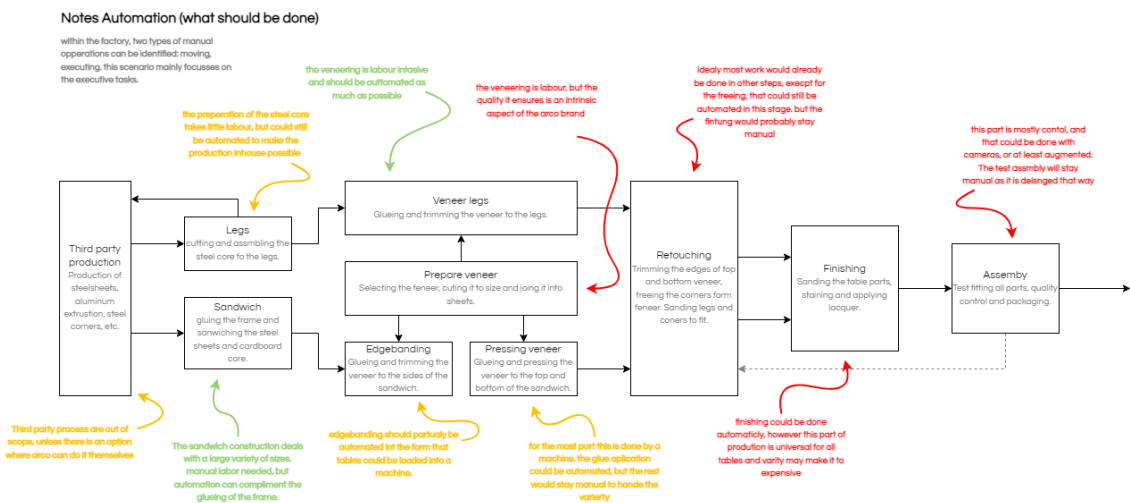 Notes Automation (what should be done)
within the factory, two types of manual
opperations can be identified: moving,
executing. this scenario mainly focusses on
the executive tasks.
the veneering is labour intasive
and should be auttomated as
much as possible
the veneering is labour, but the
quality it ensures is an intrinsic
aspect of the arco brand
idealy most work would already
be done in other steps, execpt for
the freeing, that could still be
automated in this stage. but the
fintung would probably stay
manual
the preperation of the steel core
takes little labour, but could still
be automated to make the
production inhouse possible
this part is mostly contol, and
that could be done with
cameras, or at least augmented.
The test assmbly will stay
manual as it is deisnged that way
Third party
production
Production of
steelsheets,
aluminum
extrustion, steel
corners, etc.
Legs
cutting and assmbling the
steel core to the legs.
Veneer legs
Glueing and trimming the veneer to the legs.
Prepare veneer
Selecting the feneer, cuting it to size and joing it into
sheets.
Sandwich
gluing the frame and
sanwiching the steel
sheets and cardboard
core.
Edgebanding
Glueing and trimming the
veneer to the sides of the
sandwich.
Pressing veneer
Glueing and pressing the
veneer to the top and
bottom of the sandwich.
Retouching
Trimming the edges of top
and bottom veneer,
freeing the corners form
feneer. Sanding legs and
coners to fit.
Finishing
Sanding the table parts,
staining and applying
lacquer.
Assemby
Test fitting all parts, quality
control and packaging.
Third party process are out of
scope, unless there is an option
where arco can do it themselves
The sandwich construction deals
with a large variety of sizes.
manual labor needed, but
automation can compliment the
glueing of the frame.
edgebanding should partualy be
automated int the form that
tables could be loaded into a
machine.
for the most part this is done by a
machine. the glue aplication
could be automated, but the rest
would stay manual to hande the
varierty
finishing could be done
automaticly, however this part of
prodution is universal for all
tables and varity may make it to
expensive